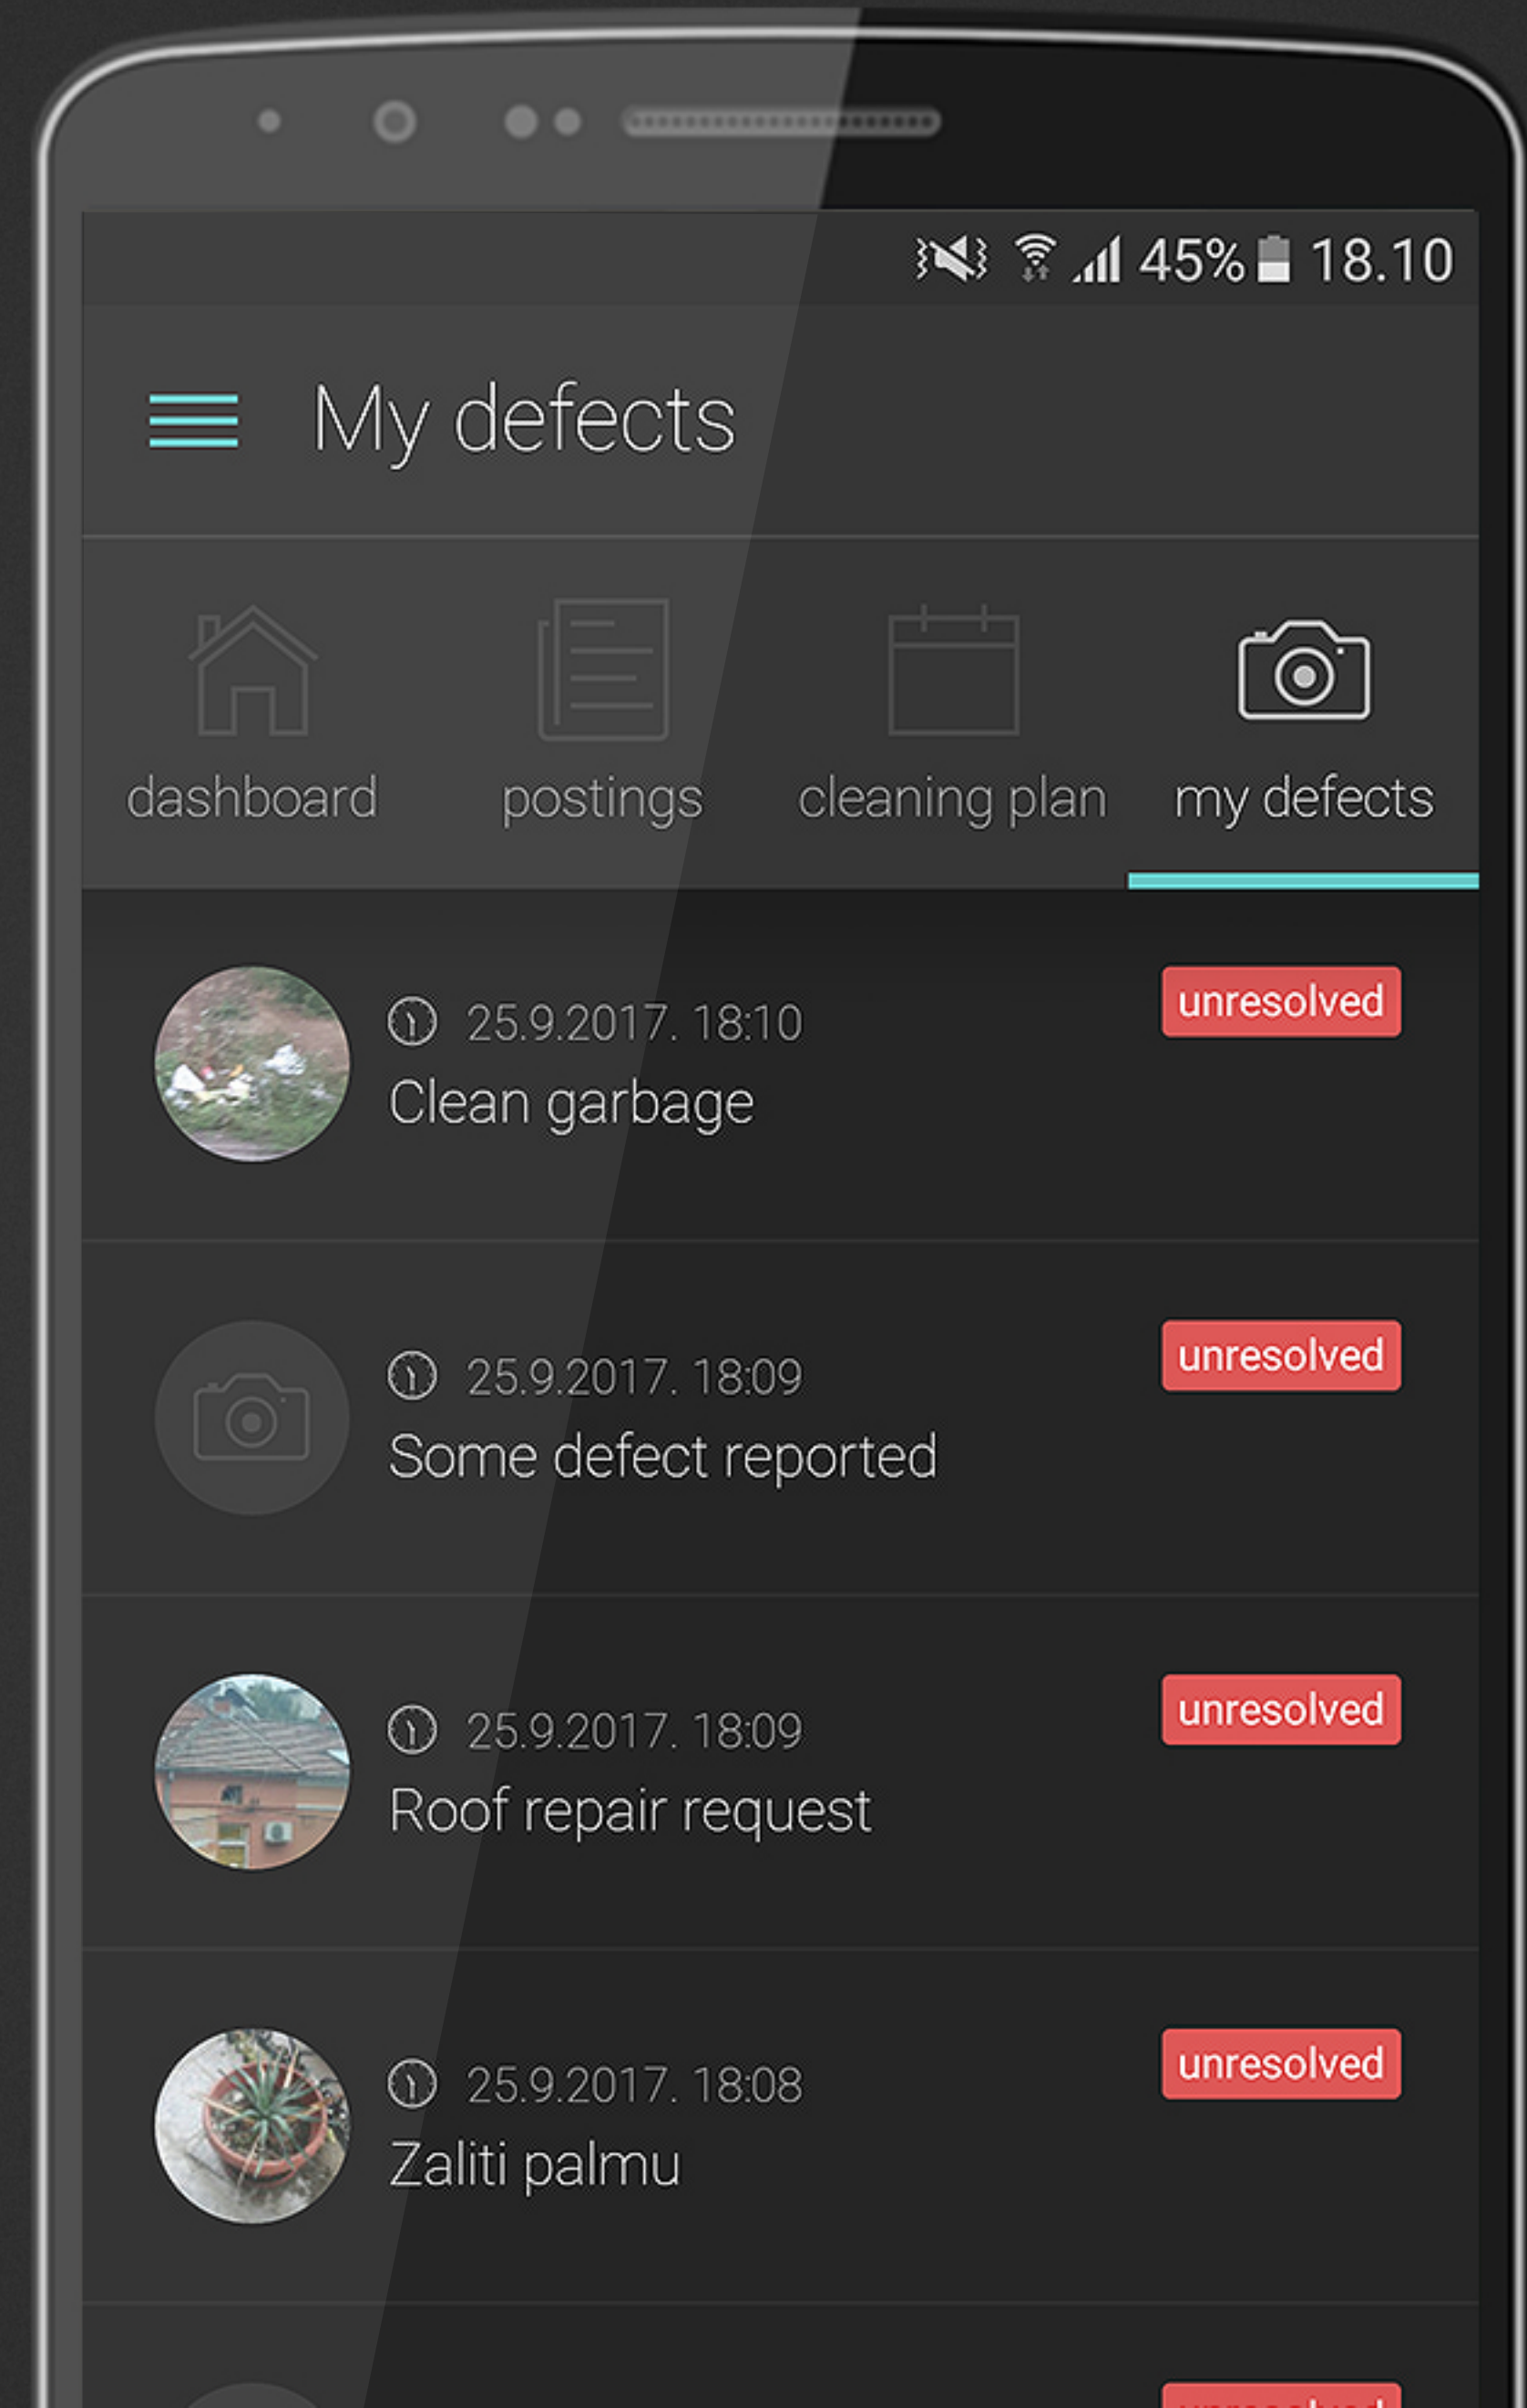 45% 18.10
My defects
dashboard postings cleaning plan my defects
25.9.2017. 18:10 unresolved
Clean garbage
25.9.2017. 18:09 unresolved
Some defect reported
25.9.2017. 18:09 unresolved
Roof repair request
25.9.2017. 18:08 unresolved
Zaliti palmu
unresolved